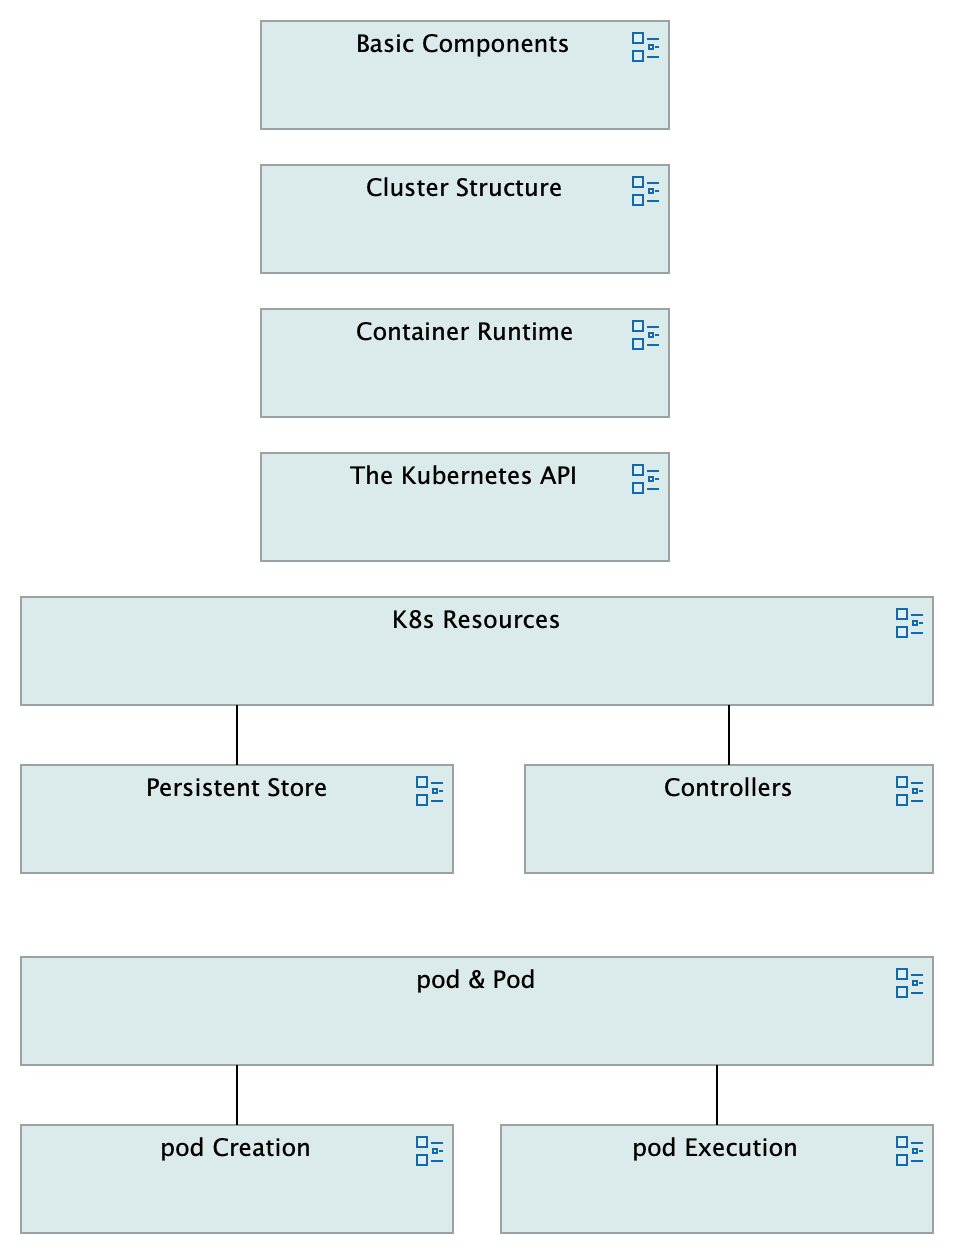 Basic Components
Cluster Structure
Container Runtime
The Kubernetes API
K8s Resources
Persistent Store
Controllers
pod & Pod
pod Creation
pod Execution